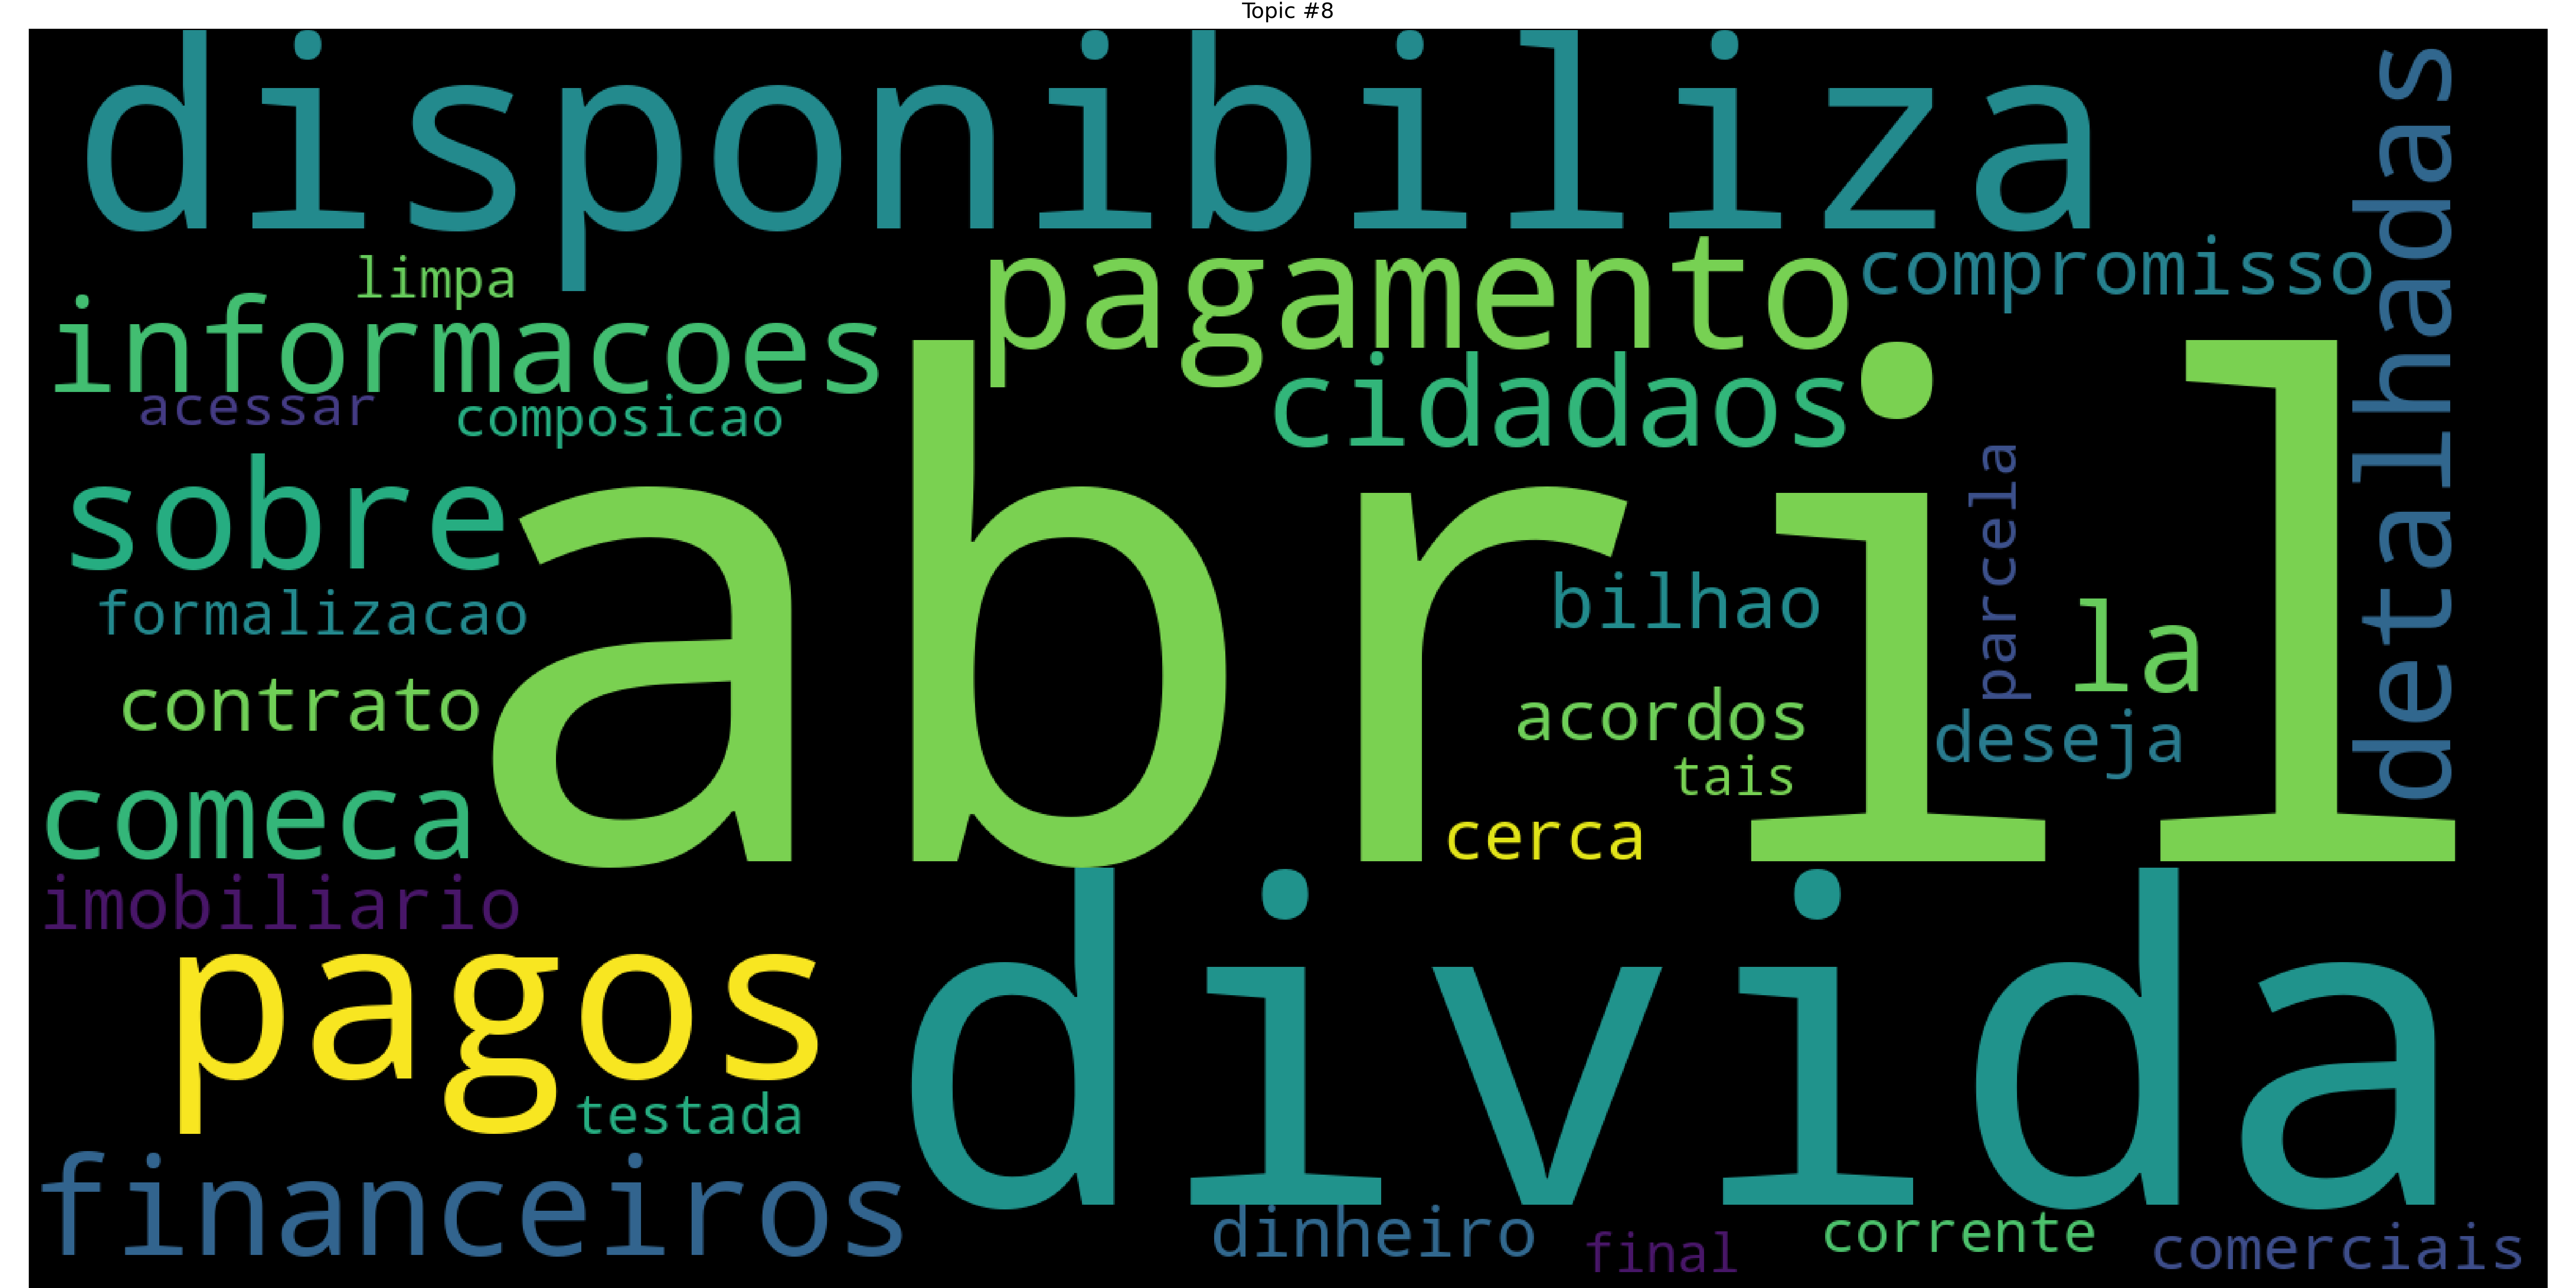 Topic #8
disponibiliza
detalhadas
limpa
pagamento
compromisso
informacoes
acessar
composicao
cidadaos
sobre
abril
parcela
formalizacao
bilhao
la
contrato
acordos
deseja
tais
comeca
cerca
imobiliario
pagos
divida
testada
financeiros
dinheiro
final
corrente
comerciais